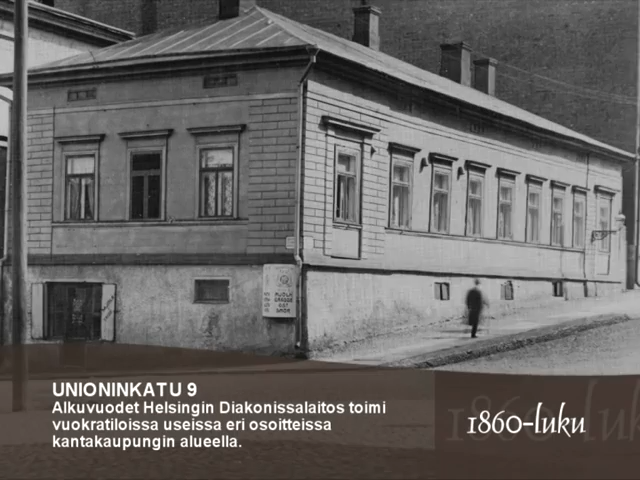 UNIONINKATU 9
Alkuvuodet Helsingin Diakonissalaitos toimi
vuokratiloissa useissa eri osoitteissa
kantakaupungin alueella.
1860-luku